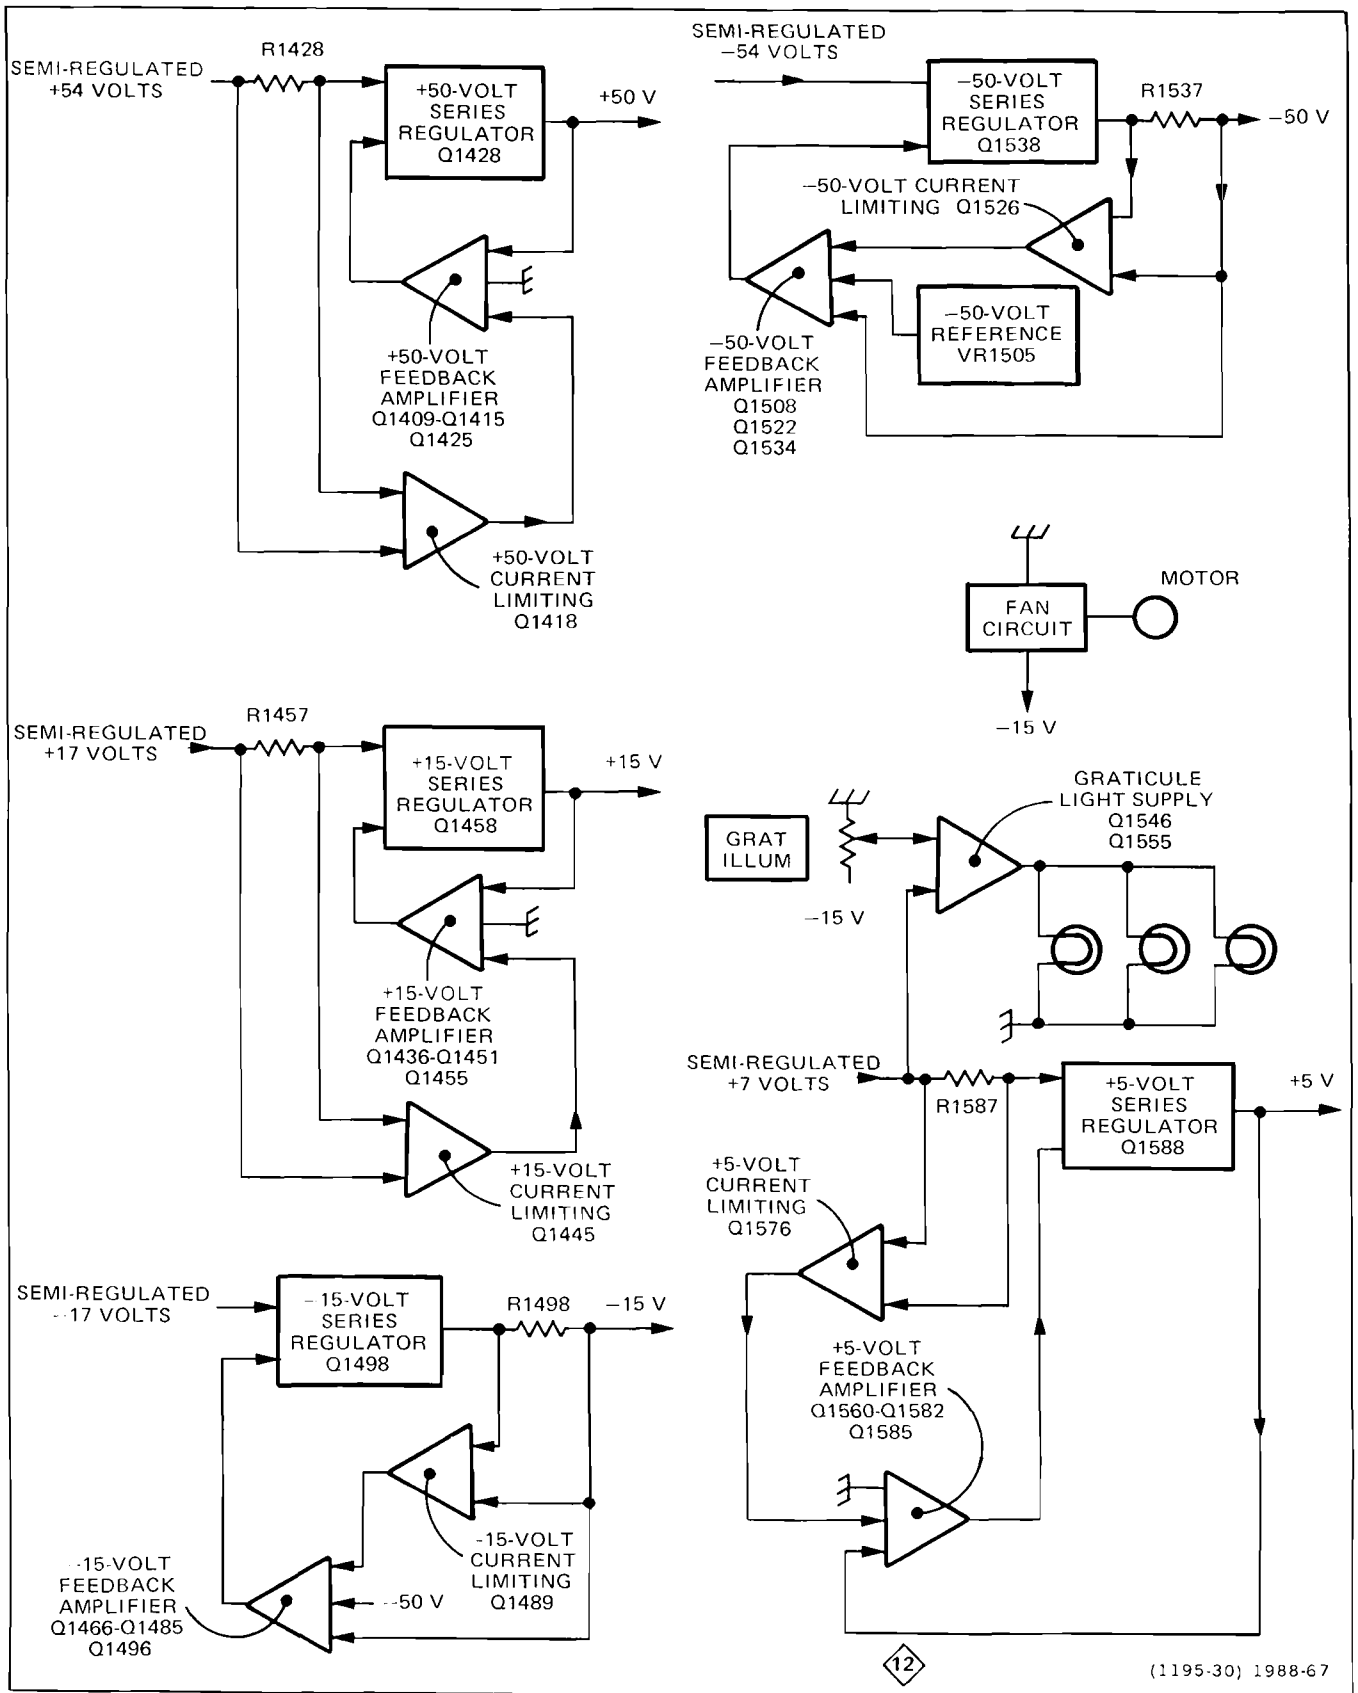 R1428
SEMI-REGULATED
+54 VOLTS
+50-VOLT
SERIES
REGULATOR
Q1428
+50 V
+50-VOLT
FEEDBACK
AMPLIFIER
Q1409-Q1415
Q1425
+50-VOLT
CURRENT
LIMITING
Q1418
SEMI-REGULATED
−54 VOLTS
−50-VOLT
SERIES
REGULATOR
Q1538
R1537
−50 V
−50-VOLT CURRENT
LIMITING Q1526
−50-VOLT
REFERENCE
VR1505
−50-VOLT
FEEDBACK
AMPLIFIER
Q1508
Q1522
Q1534
FAN
CIRCUIT
MOTOR
−15 V
R1457
SEMI-REGULATED
+17 VOLTS
+15-VOLT
SERIES
REGULATOR
Q1458
+15 V
+15-VOLT
FEEDBACK
AMPLIFIER
Q1436-Q1451
Q1455
+15-VOLT
CURRENT
LIMITING
Q1445
GRAT
ILLUM
−15 V
GRATICULE
LIGHT SUPPLY
Q1546
Q1555
SEMI-REGULATED
+7 VOLTS
R1587
+5-VOLT
SERIES
REGULATOR
Q1588
+5 V
+5-VOLT
CURRENT
LIMITING
Q1576
+5-VOLT
FEEDBACK
AMPLIFIER
Q1560-Q1582
Q1585
SEMI-REGULATED
−17 VOLTS
−15-VOLT
SERIES
REGULATOR
Q1498
R1498
−15 V
-15-VOLT
CURRENT
LIMITING
Q1489
−15-VOLT
FEEDBACK
AMPLIFIER
Q1466-Q1485
Q1496
−50 V
12
(1195-30) 1988-67